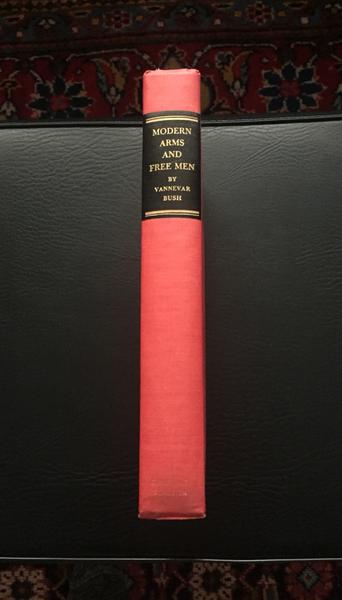 MODERN
ARMS
AND
FREE MEN
BY
VANNEVAR
BUSH